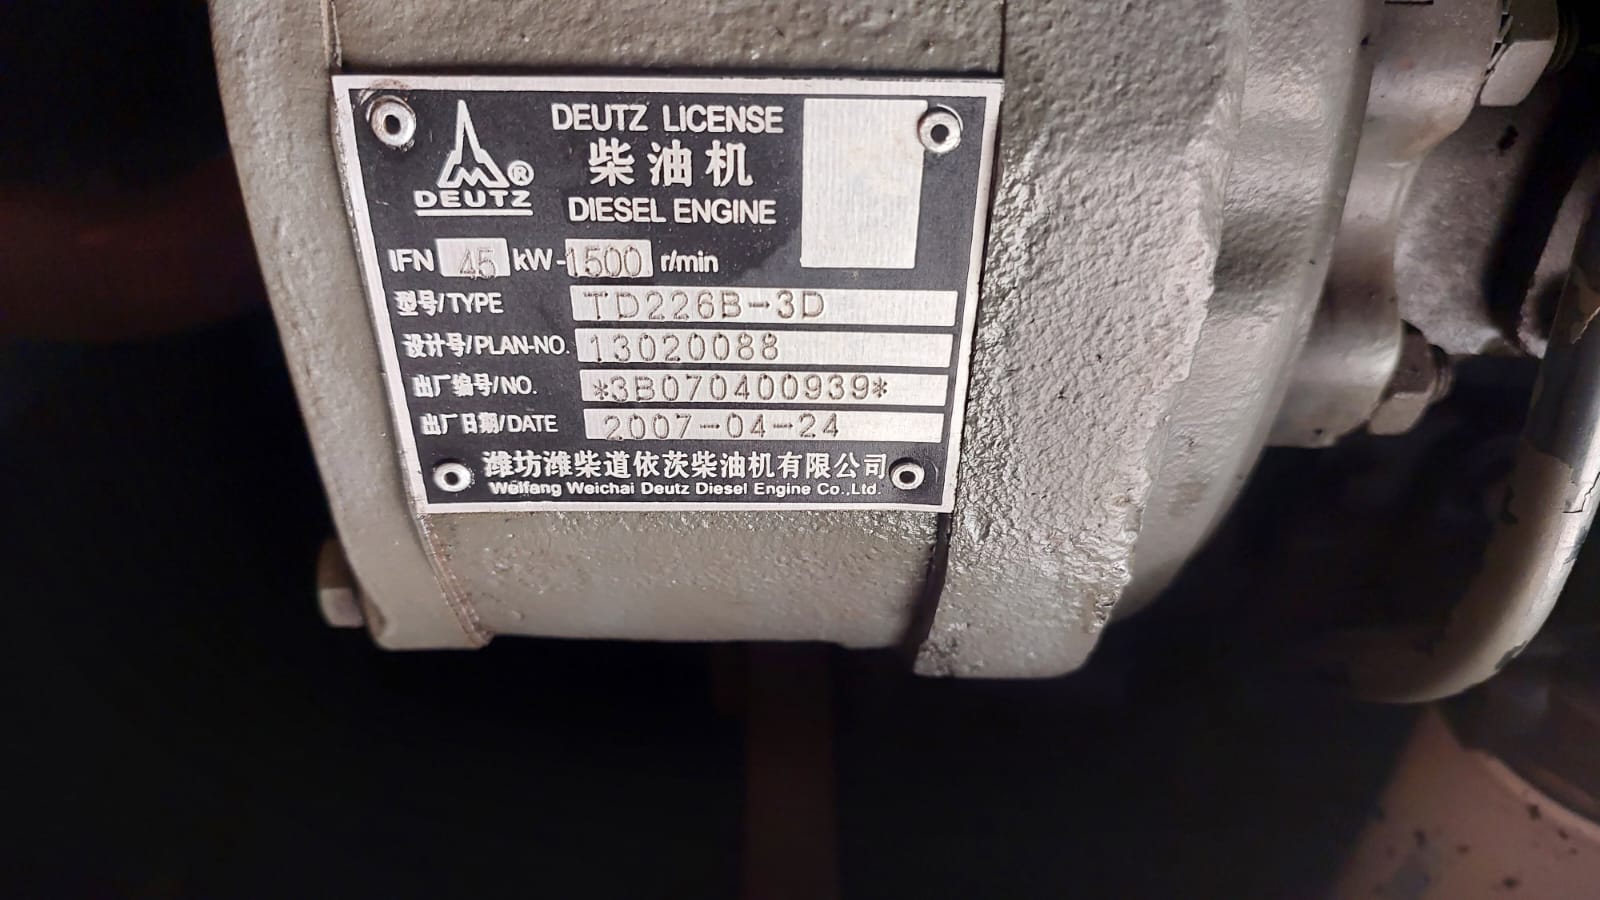 DEUTZ LICENSE
柴油机
DIESEL ENGINE
®
DEUTZ
IFN 45 kW-1500 r/min
型号/TYPE TD226B-3D
设计号/PLAN-NO. 13020088
出厂编号/NO. *3B070400939*
出厂日期/DATE 2007-04-24
潍坊潍柴道依茨柴油机有限公司
Weifang Weichai Deutz Diesel Engine Co.,Ltd.